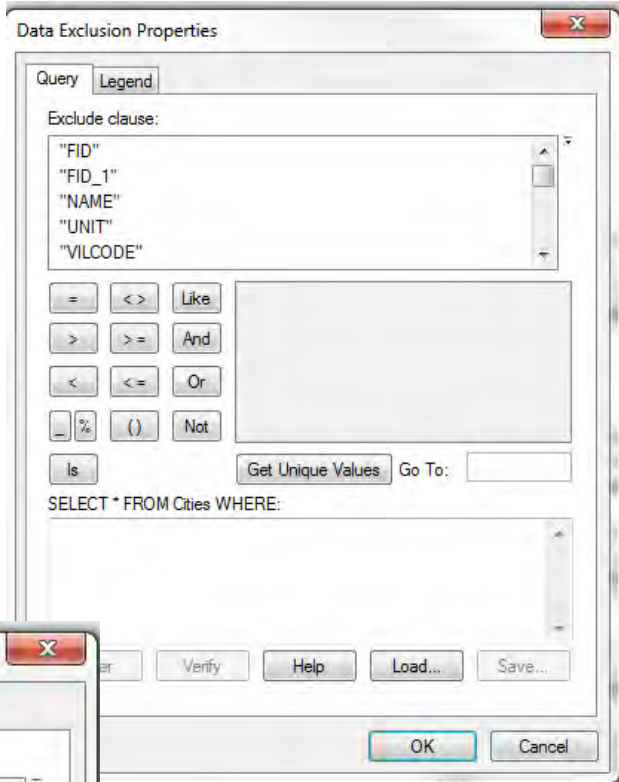 Data Exclusion Properties
Query Legend
Exclude clause:
"FID"
"FID_1"
"NAME"
"UNIT"
"VILCODE"
= < > Like
> > = And
< < = Or
_ % ( ) Not
Is Get Unique Values Go To:
SELECT * FROM Cities WHERE:
Verify Help Load... Save...
OK Cancel